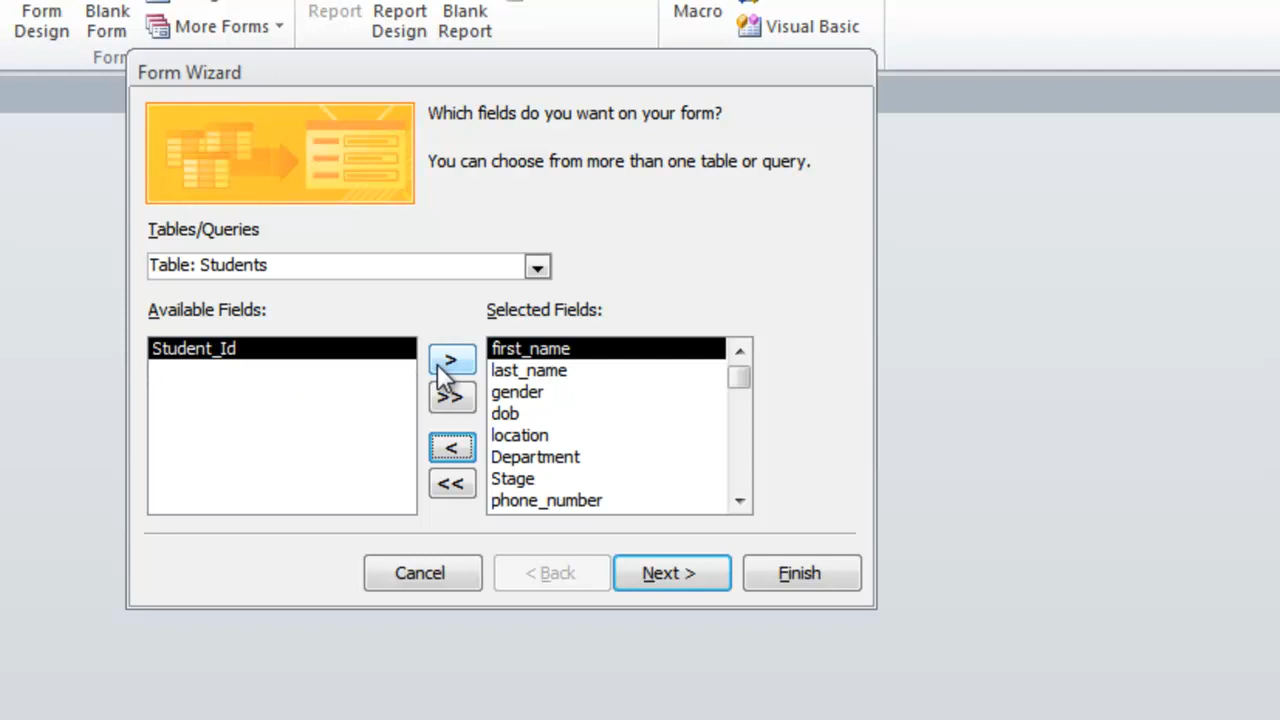 Form Design
Blank Form
More Forms
Report
Report Design
Blank Report
Macro
Visual Basic
Form Wizard
Which fields do you want on your form?
You can choose from more than one table or query.
Tables/Queries
Table: Students
Available Fields:
Selected Fields:
Student_Id
>
>>
<
<<
first_name
last_name
gender
dob
location
Department
Stage
phone_number
Cancel
< Back
Next >
Finish